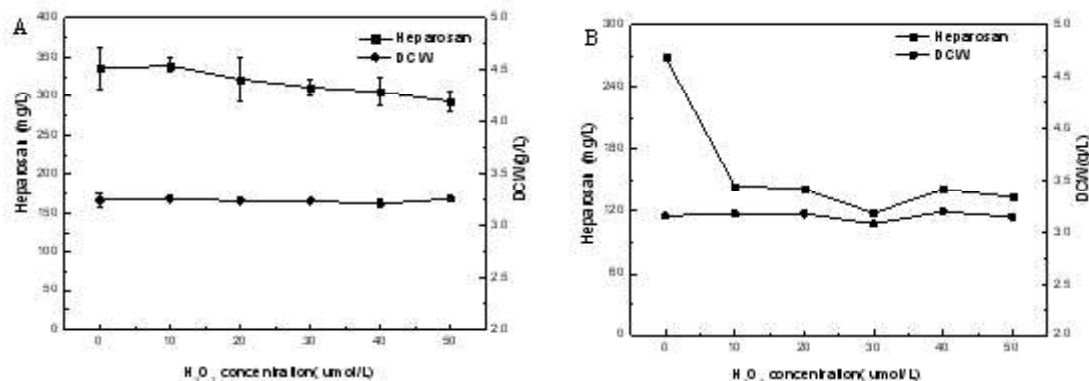 A
400
350
300
250
200
150
100
50
0
Heparosan (mg/L)
Heparosan
DCW
5.0
4.5
4.0
3.5
3.0
2.5
2.0
DCW(g/L)
0 10 20 30 40 50
H₂O₂ concentration( umol/L)
B
300
240
180
120
60
0
Heparosan (mg/L)
Heparosan
DCW
5.0
4.5
4.0
3.5
3.0
2.5
2.0
DCW(g/L)
0 10 20 30 40 50
H₂O₂ concentration( umol/L)